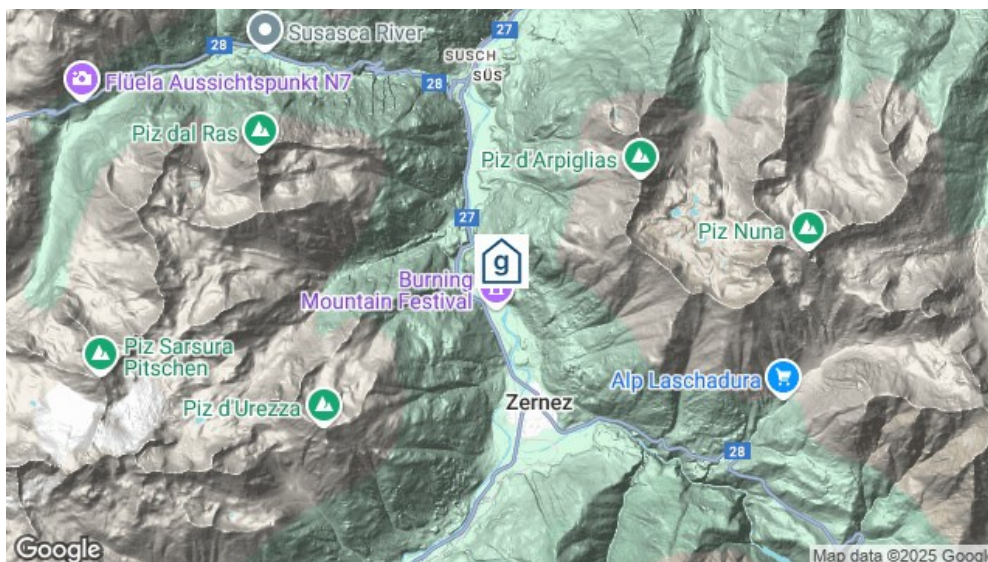 27
28
Susasca River
SUSCH
SÜS
28
Flüela Aussichtspunkt N7
Piz dal Ras
Piz d'Arpiglias
27
Piz Nuna
g
Burning
Mountain Festival
Piz Sarsura
Pitschen
Alp Laschadura
Piz d'Urezza
Zernez
28
Google
Map data ©2025 Google